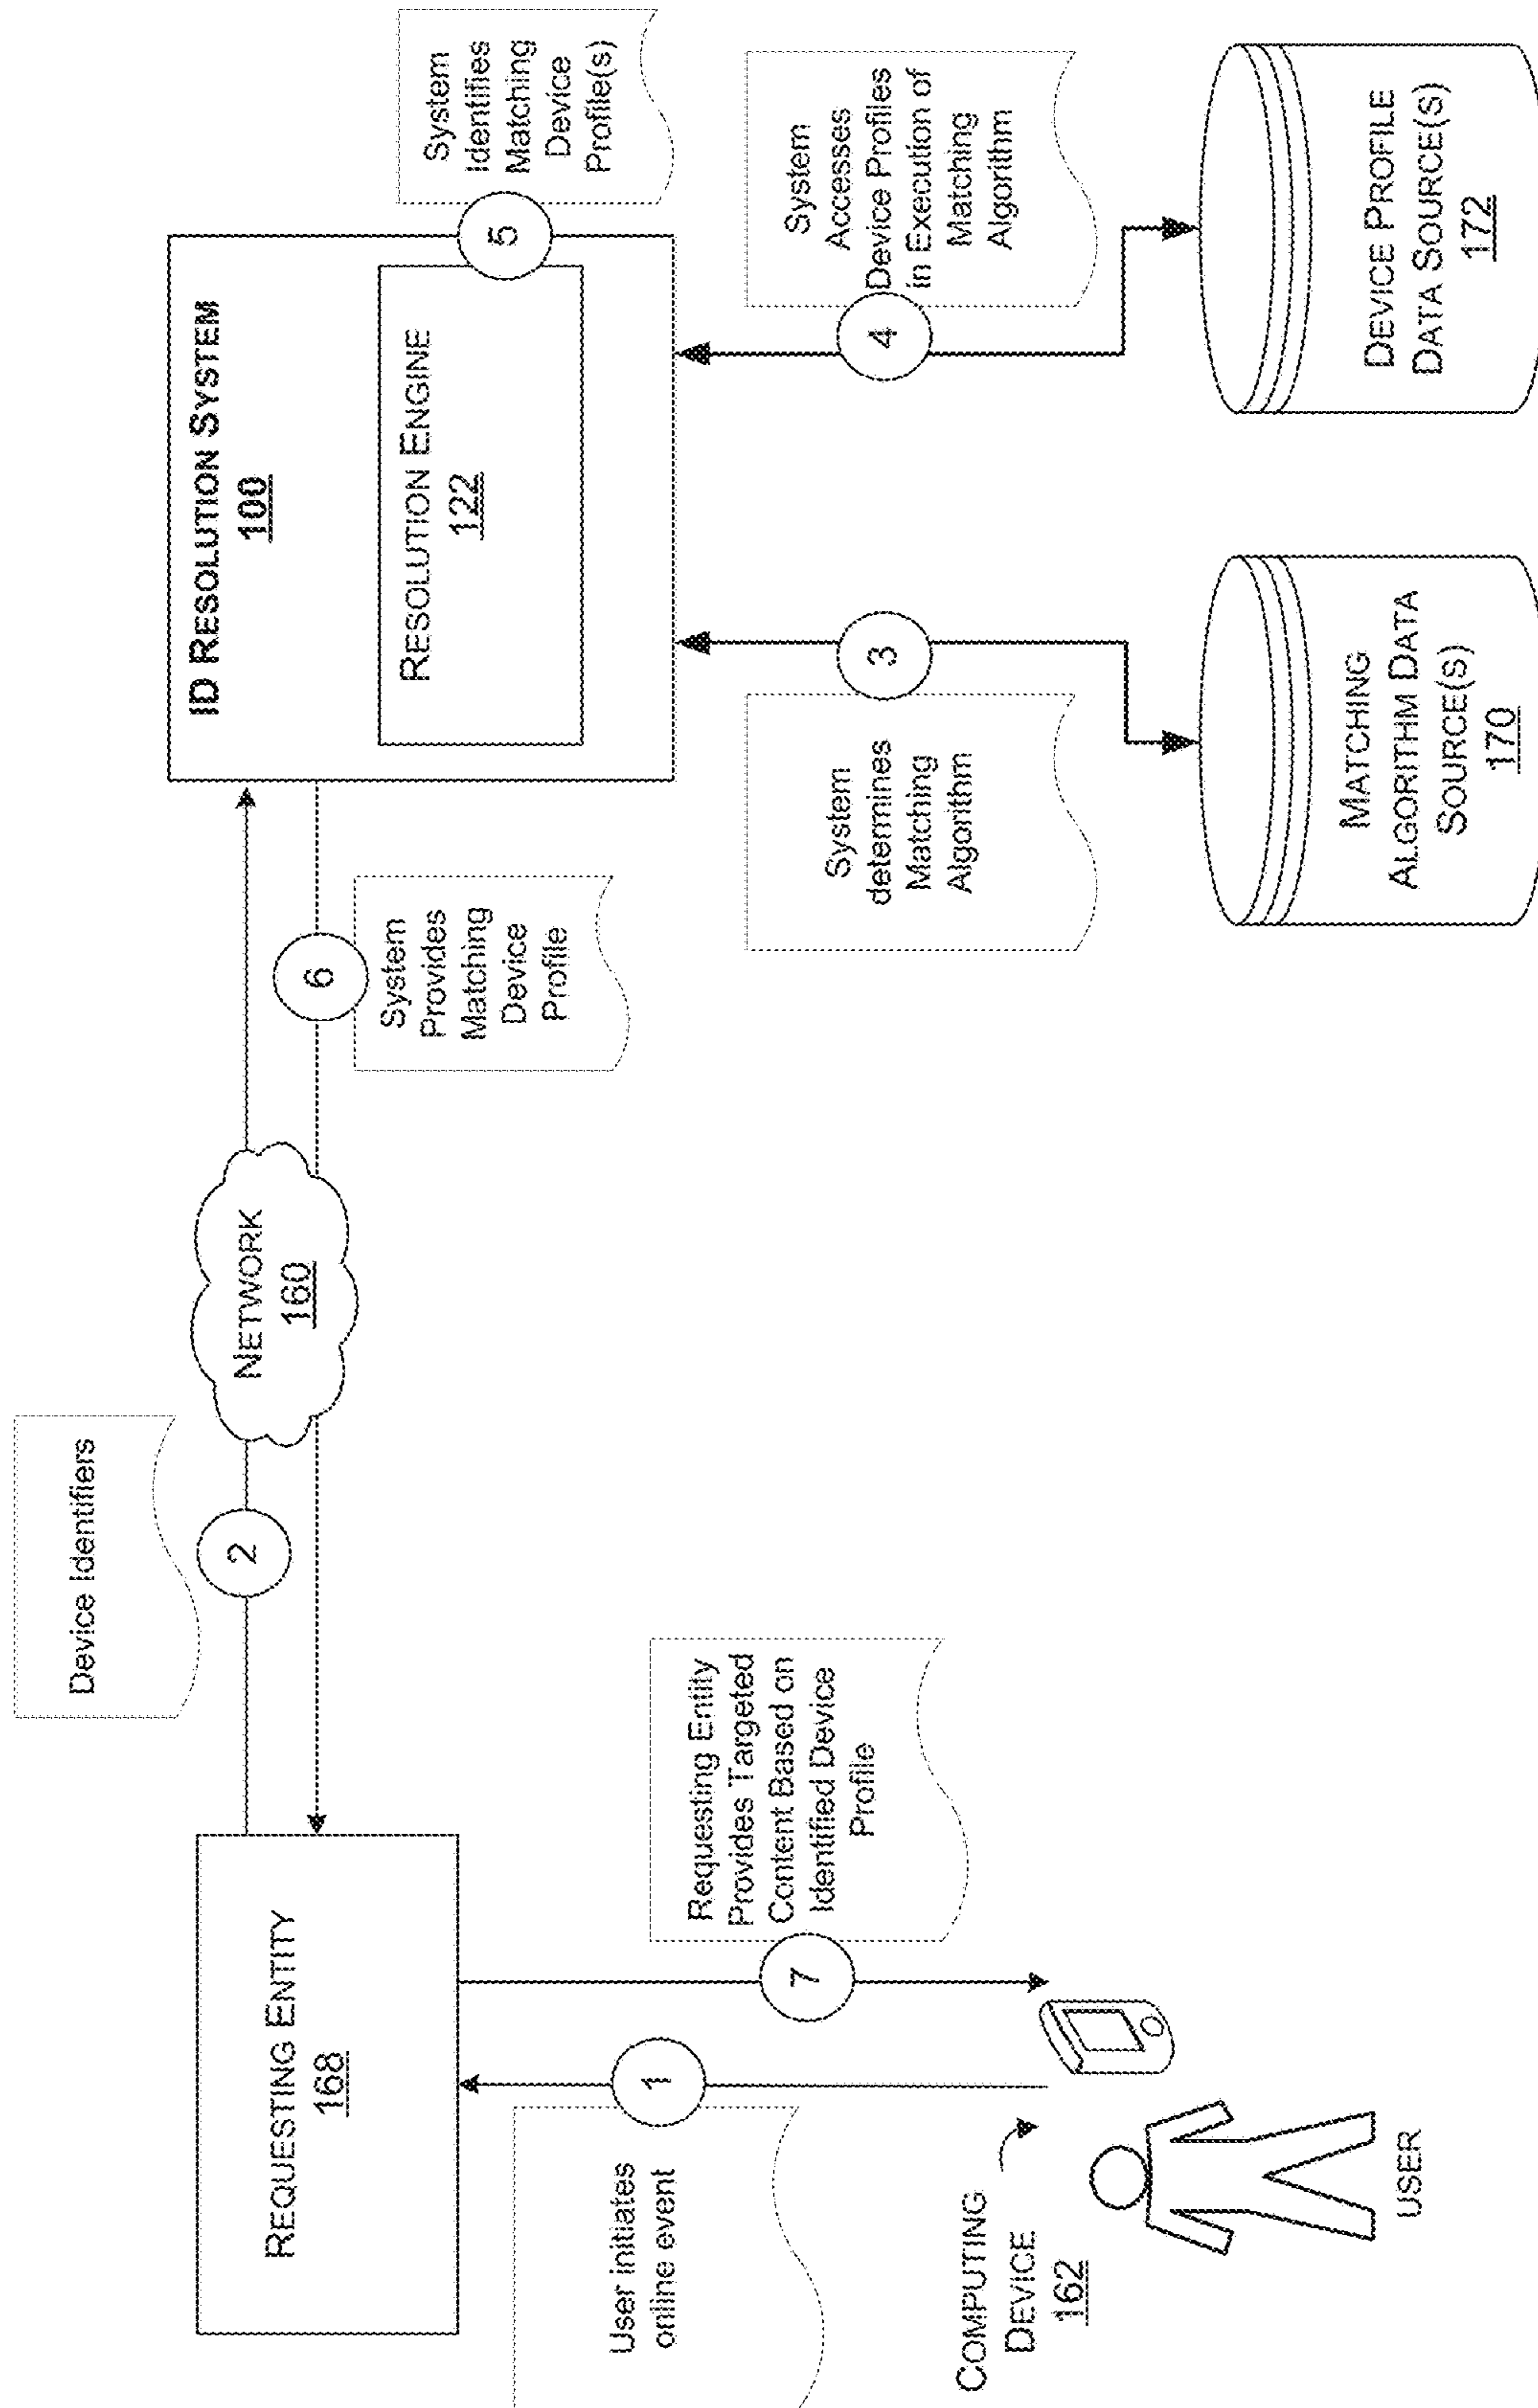 Device Identifiers
2
NETWORK
160
REQUESTING ENTITY
168
ID RESOLUTION SYSTEM
100
RESOLUTION ENGINE
122
5
System
Identifies
Matching
Device
Profile(s)
6
System
Provides
Matching
Device
Profile
User initiates
online event
1
7
Requesting Entity
Provides Targeted
Content Based on
Identified Device
Profile
System
determines
Matching
Algorithm
3
4
System
Accesses
Device Profiles
in Execution of
Matching
Algorithm
COMPUTING
DEVICE
162
USER
MATCHING
ALGORITHM DATA
SOURCE(S)
170
DEVICE PROFILE
DATA SOURCE(S)
172